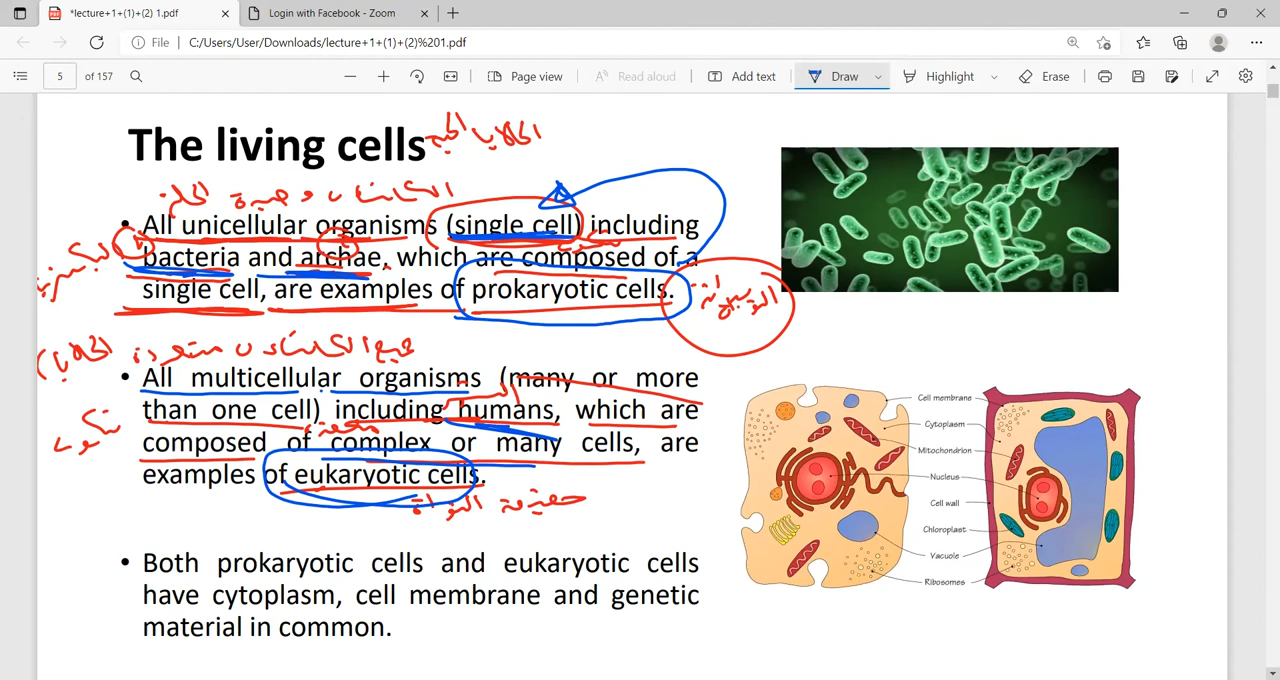 *lecture+1+(1)+(2) 1.pdf
Login with Facebook - Zoom
File
C:/Users/User/Downloads/lecture+1+(1)+(2)%201.pdf
5 of 157
Page view
Read aloud
Add text
Draw
Highlight
Erase
The living cells
الخلايا الحية
• All unicellular organisms (single cell) including
bacteria and archae, which are composed of a
single cell, are examples of prokaryotic cells.
جميع الكائنات متعددة الخلايا
• All multicellular organisms (many or more
than one cell) including humans, which are
composed of complex or many cells, are
examples of eukaryotic cells.
حقيقية النواة
• Both prokaryotic cells and eukaryotic cells
have cytoplasm, cell membrane and genetic
material in common.
Cell membrane
Cytoplasm
Mitochondrion
Nucleus
Cell wall
Chloroplast
Vacuole
Ribosomes